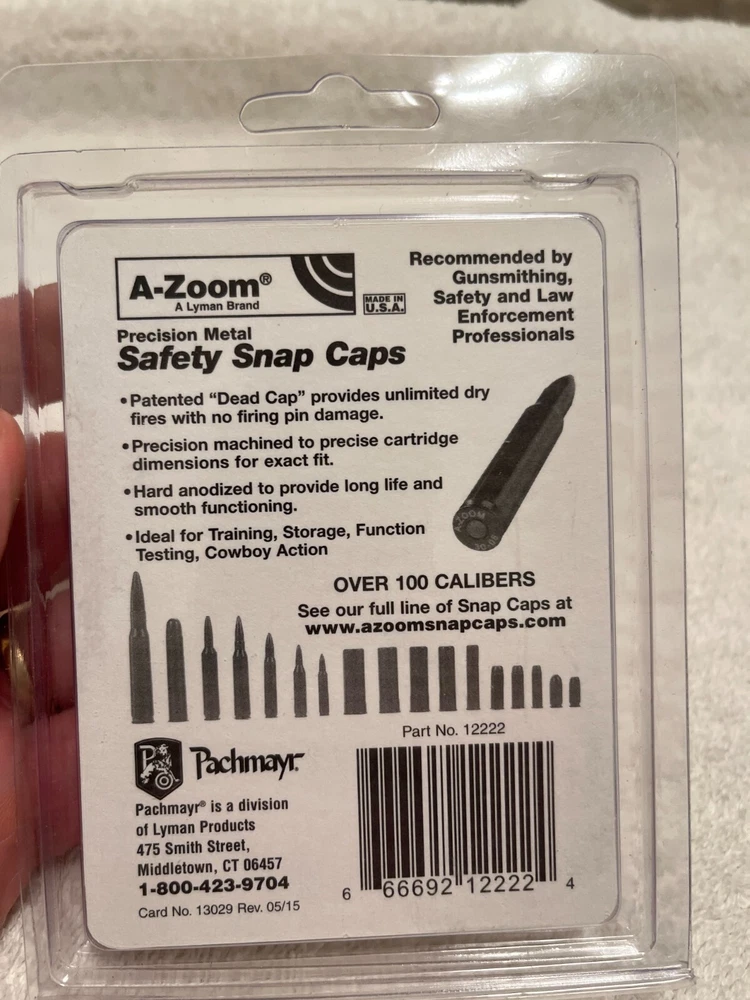 A-Zoom®
A Lyman Brand
MADE IN
U.S.A.
Recommended by
Gunsmithing,
Safety and Law
Enforcement
Professionals
Precision Metal
Safety Snap Caps
•Patented “Dead Cap” provides unlimited dry
fires with no firing pin damage.
•Precision machined to precise cartridge
dimensions for exact fit.
•Hard anodized to provide long life and
smooth functioning.
•Ideal for Training, Storage, Function
Testing, Cowboy Action
A-ZOOM
OVER 100 CALIBERS
See our full line of Snap Caps at
www.azoomsnapcaps.com
Part No. 12222
P
Pachmayr
Pachmayr® is a division
of Lyman Products
475 Smith Street,
Middletown, CT 06457
1-800-423-9704
Card No. 13029 Rev. 05/15
6 66692 12222 4